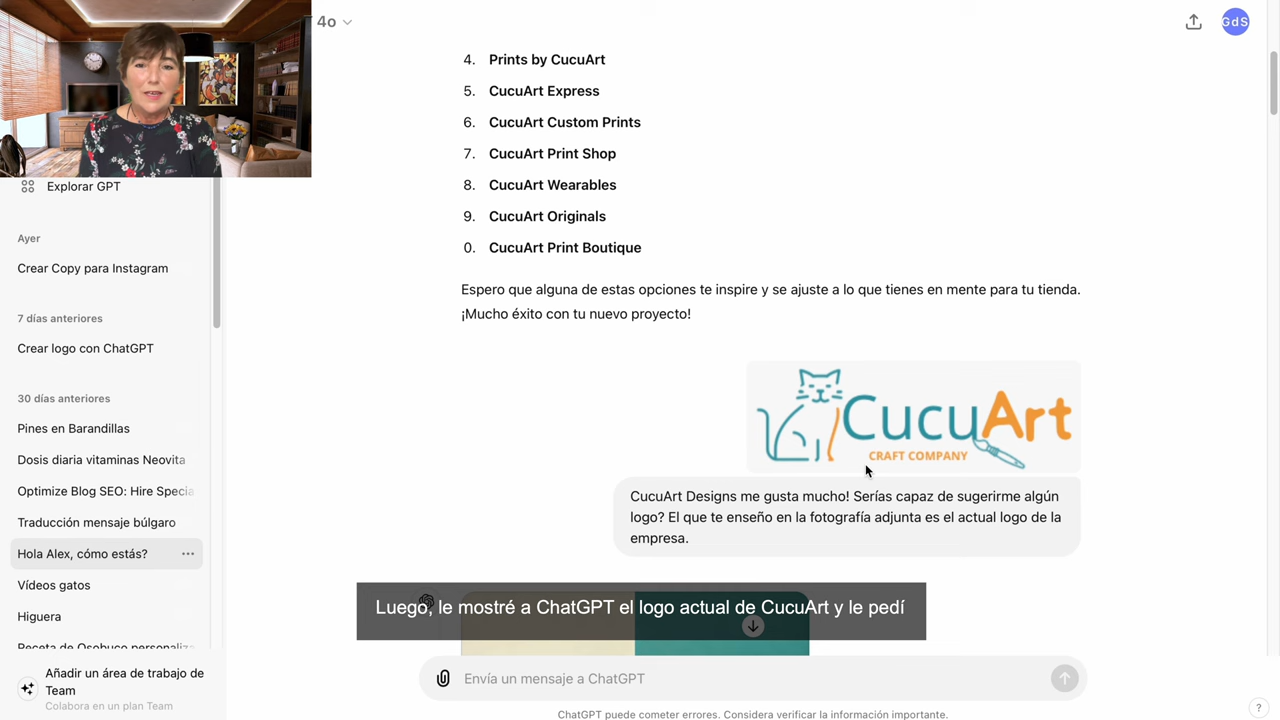 4o
GdS
4. Prints by CucuArt
5. CucuArt Express
6. CucuArt Custom Prints
7. CucuArt Print Shop
8. CucuArt Wearables
9. CucuArt Originals
0. CucuArt Print Boutique
Espero que alguna de estas opciones te inspire y se ajuste a lo que tienes en mente para tu tienda.
¡Mucho éxito con tu nuevo proyecto!
CucuArt
CRAFT COMPANY
CucuArt Designs me gusta mucho! Serías capaz de sugerirme algún
logo? El que te enseño en la fotografía adjunta es el actual logo de la
empresa.
Luego, le mostré a ChatGPT el logo actual de CucuArt y le pedí
Envía un mensaje a ChatGPT
ChatGPT puede cometer errores. Considera verificar la información importante.
?
Explorar GPT
Ayer
Crear Copy para Instagram
7 días anteriores
Crear logo con ChatGPT
30 días anteriores
Pines en Barandillas
Dosis diaria vitaminas Neovita
Optimize Blog SEO: Hire Specia
Traducción mensaje búlgaro
Hola Alex, cómo estás?
Vídeos gatos
Higuera
Receta de Osobuco personaliz
Añadir un área de trabajo de
Team
Colabora en un plan Team